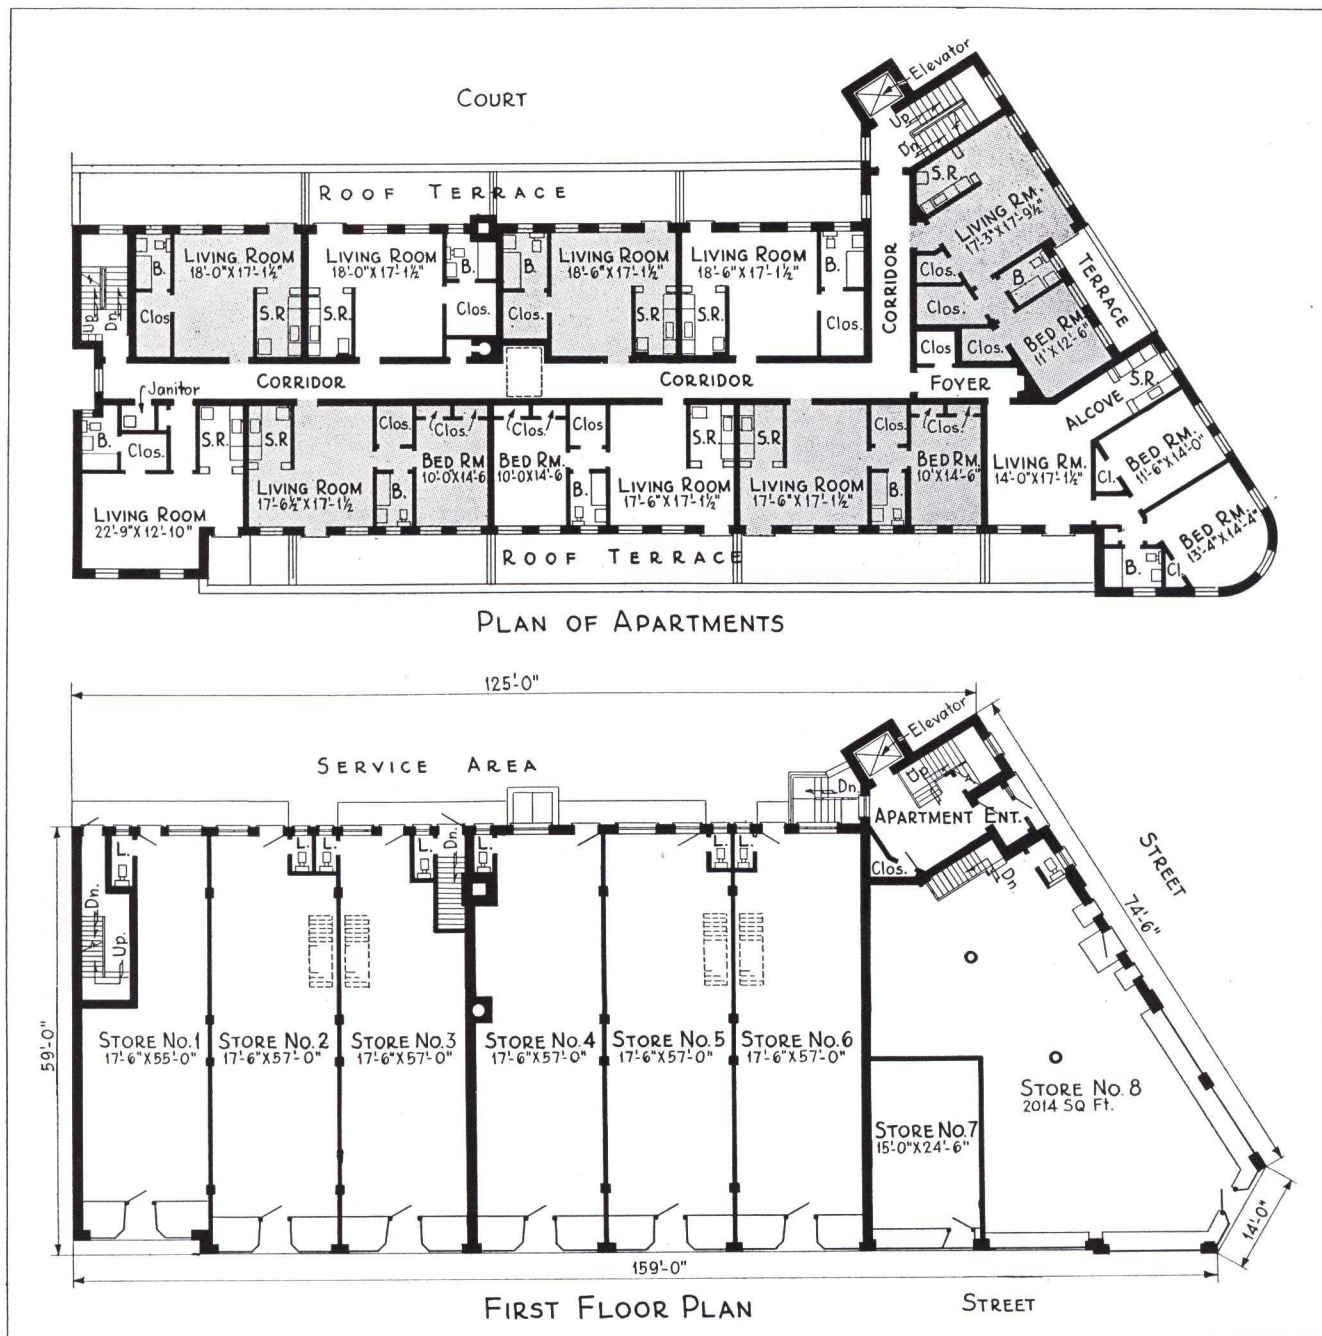 COURT
Elevator
Up
Dn.
ROOF TERRACE
S.R.
LIVING RM.
17'-3"X17'-9½"
B.
LIVING ROOM
18'-0"X17'-1½"
LIVING ROOM
18'-0"X17'-1½"
B.
B.
LIVING ROOM
18'-6"X17'-1½"
LIVING ROOM
18'-6"X17'-1½"
B.
CORRIDOR
Clos.
B.
TERRACE
Up
Dn.
Clos.
S.R.
S.R.
Clos.
Clos.
S.R.
S.R.
Clos.
Clos.
Clos.
Clos
BED RM.
11'X12'-6"
CORRIDOR
CORRIDOR
FOYER
S.R.
ALCOVE
Janitor
B.
Clos.
S.R.
S.R.
Clos.
Clos.
Clos.
Clos
S.R.
S.R.
Clos.
Clos.
LIVING ROOM
22'-9"X12'-10"
LIVING ROOM
17'-6½"X17'-1½
B.
BED RM
10'-0"X14'-6
BED RM.
10'-0"X14'-6
B.
LIVING ROOM
17'-6"X17'-1½"
LIVING ROOM
17'-6"X17'-1½"
B.
BED RM.
10'X14'-6"
LIVING RM.
14'-0"X17'-1½"
Cl.
BED RM.
11'-6"X14'-0"
BED RM.
13'-4"X14'-4"
B.
Cl.
ROOF TERRACE
PLAN OF APARTMENTS
125'-0"
Elevator
SERVICE AREA
Up
Dn.
APARTMENT ENT.
STREET
74'-6"
L.
L.
L.
L.
Dn.
L.
L.
L.
Clos.
Dn.
Dn.
Up.
59'-0"
STORE No.1
17'-6"X55'-0"
STORE No.2
17'-6"X57'-0"
STORE No.3
17'-6"X57'-0"
STORE No.4
17'-6"X57'-0"
STORE No.5
17'-6"X57'-0"
STORE No.6
17'-6"X57'-0"
STORE No.7
15'-0"X24'-6"
STORE No. 8
2014 SQ FT.
14'-0"
159'-0"
FIRST FLOOR PLAN
STREET